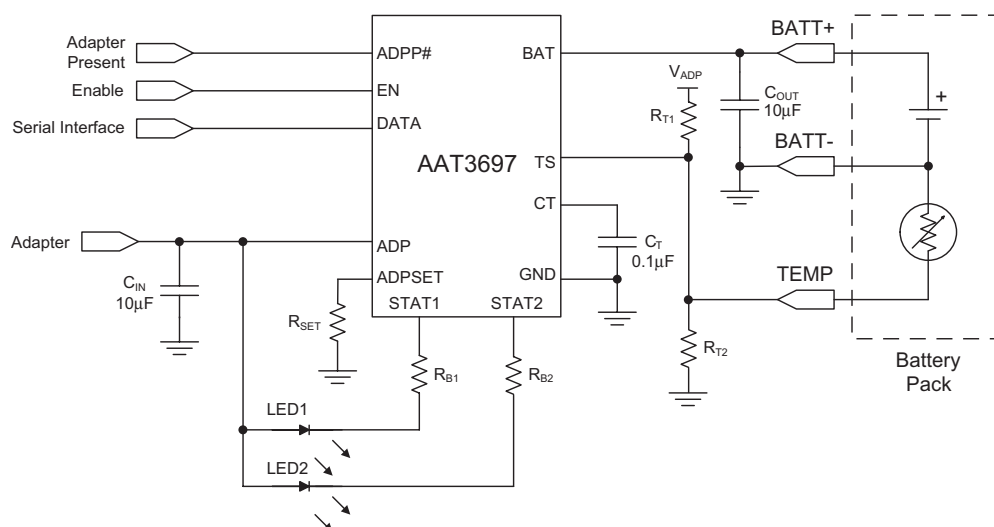 Adapter
Present
Enable
Serial Interface
Adapter
C_IN
10μF
ADPP#
EN
DATA
AAT3697
ADP
ADPSET
STAT1
STAT2
BAT
TS
CT
GND
R_SET
R_B1
R_B2
LED1
LED2
V_ADP
R_T1
C_T
0.1μF
R_T2
C_OUT
10μF
BATT+
BATT-
TEMP
+
Battery
Pack